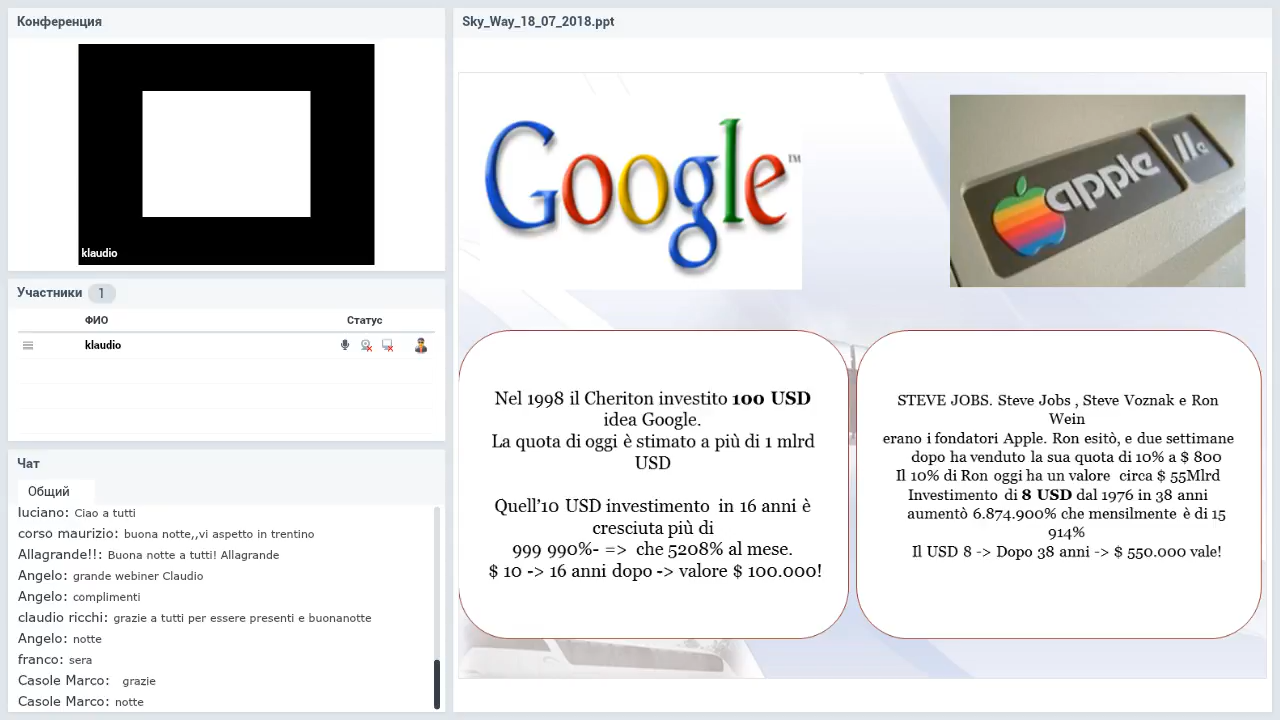 Конференция
klaudio
Участники 1
ФИО Статус
klaudio
Чат
Общий
luciano: Ciao a tutti
corso maurizio: buona notte,,vi aspetto in trentino
Allagrande!!: Buona notte a tutti! Allagrande
Angelo: grande webiner Claudio
Angelo: complimenti
claudio ricchi: grazie a tutti per essere presenti e buonanotte
Angelo: notte
franco: sera
Casole Marco: grazie
Casole Marco: notte
Sky_Way_18_07_2018.ppt
Google™
apple IIe
Nel 1998 il Cheriton investito 100 USD
idea Google.
La quota di oggi è stimato a più di 1 mlrd
USD
Quell'10 USD investimento in 16 anni è
cresciuta più di
999 990%- => che 5208% al mese.
$ 10 -> 16 anni dopo -> valore $ 100.000!
STEVE JOBS. Steve Jobs , Steve Voznak e Ron
Wein
erano i fondatori Apple. Ron esitò, e due settimane
dopo ha venduto la sua quota di 10% a $ 800
Il 10% di Ron oggi ha un valore circa $ 55Mlrd
Investimento di 8 USD dal 1976 in 38 anni
aumentò 6.874.900% che mensilmente è di 15
914%
Il USD 8 -> Dopo 38 anni -> $ 550.000 vale!